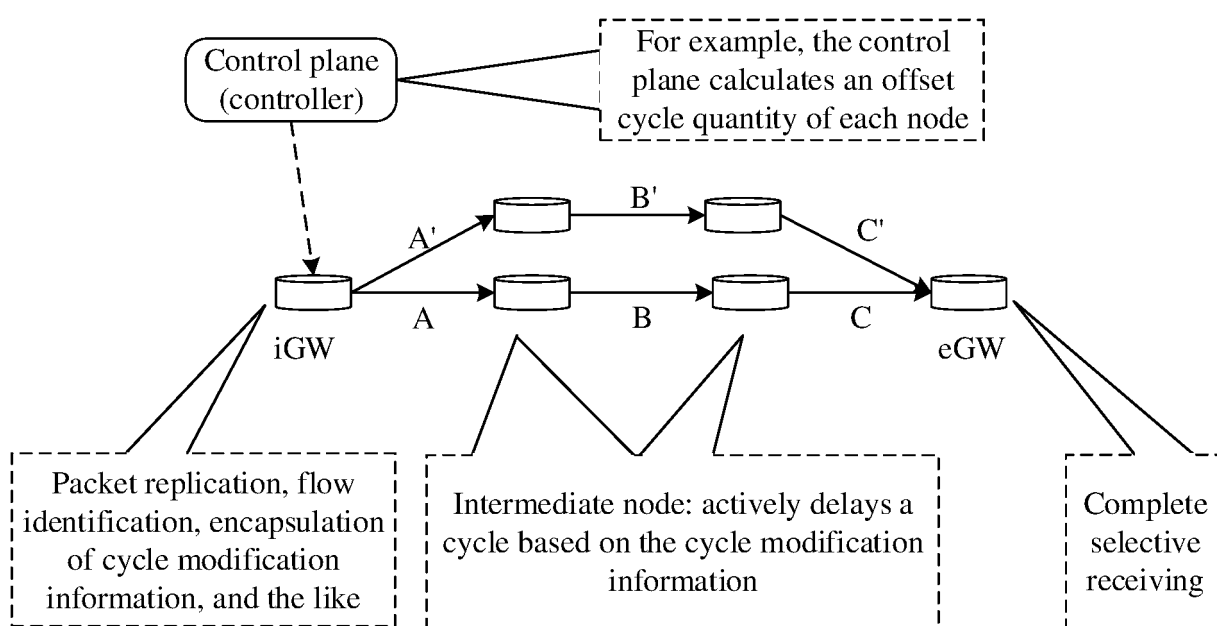 Control plane
(controller)
For example, the control
plane calculates an offset
cycle quantity of each node
B'
A'
C'
A
B
C
iGW
eGW
Packet replication, flow
identification, encapsulation
of cycle modification
information, and the like
Intermediate node: actively delays a
cycle based on the cycle modification
information
Complete
selective
receiving